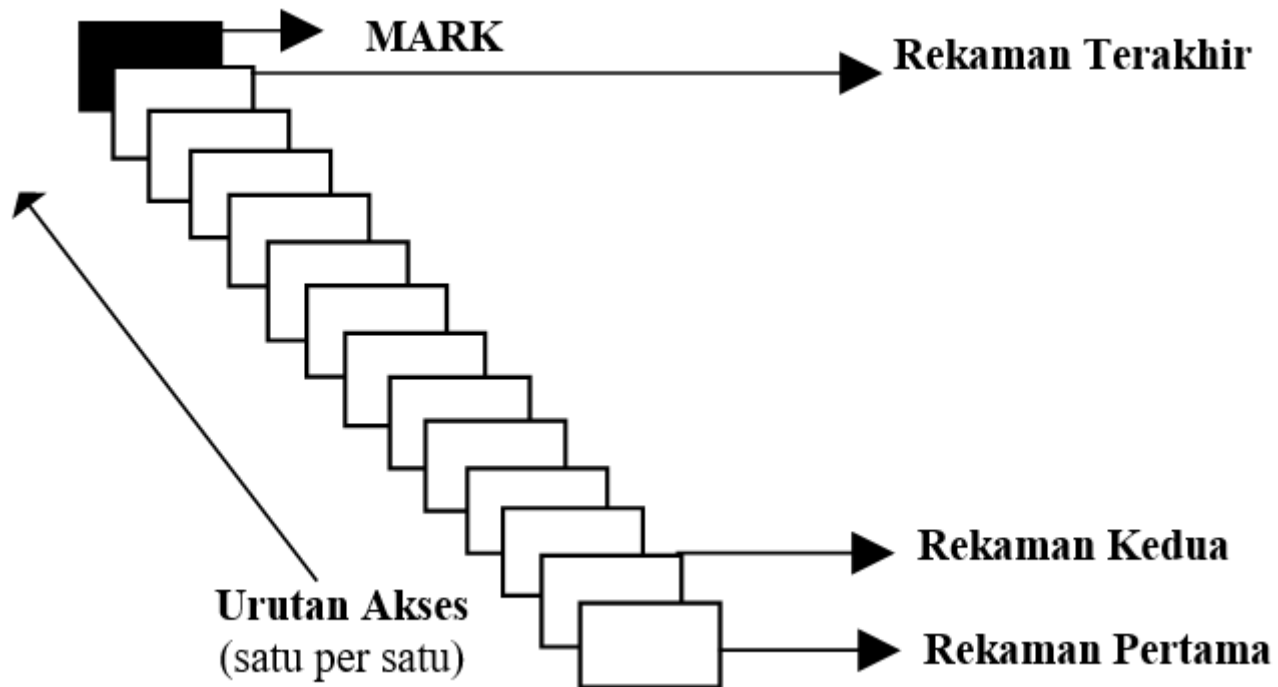 MARK
Rekaman Terakhir
Rekaman Kedua
Urutan Akses
(satu per satu)
Rekaman Pertama